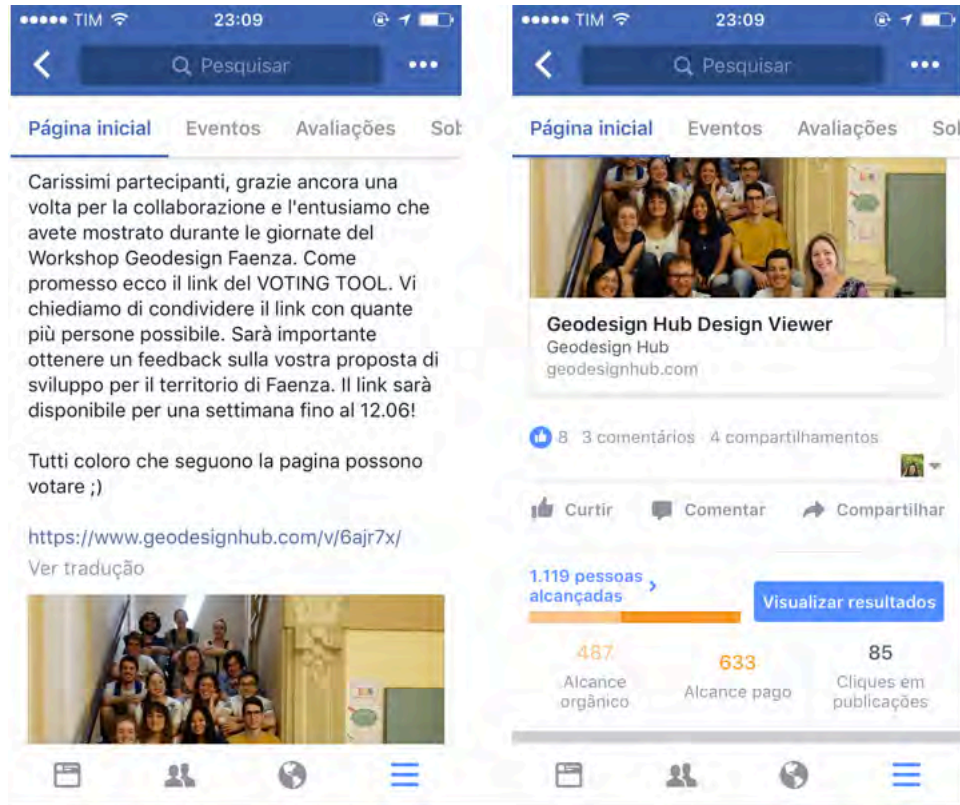 TIM 23:09
Pesquisar
Página inicial Eventos Avaliações Sob
Carissimi partecipanti, grazie ancora una
volta per la collaborazione e l'entusiamo che
avete mostrato durante le giornate del
Workshop Geodesign Faenza. Come
promesso ecco il link del VOTING TOOL. Vi
chiediamo di condividere il link con quante
più persone possibile. Sarà importante
ottenere un feedback sulla vostra proposta di
sviluppo per il territorio di Faenza. Il link sarà
disponibile per una settimana fino al 12.06!
Tutti coloro che seguono la pagina possono
votare ;)
https://www.geodesignhub.com/v/6ajr7x/
Ver tradução
TIM 23:09
Pesquisar
Página inicial Eventos Avaliações Sol
Geodesign Hub Design Viewer
Geodesign Hub
geodesignhub.com
8 3 comentários 4 compartilhamentos
Curtir Comentar Compartilhar
1.119 pessoas
alcançadas
Visualizar resultados
487 633 85
Alcance
orgânico
Alcance pago
Cliques em
publicações